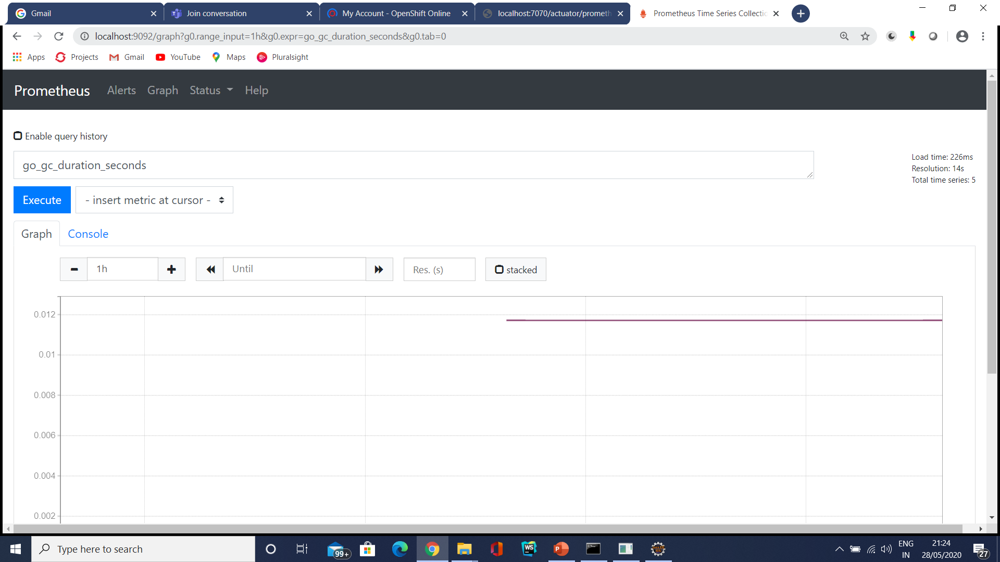 Gmail
Join conversation
My Account - OpenShift Online
localhost:7070/actuator/prometh
Prometheus Time Series Collectic
localhost:9092/graph?g0.range_input=1h&g0.expr=go_gc_duration_seconds&g0.tab=0
Apps
Projects
Gmail
YouTube
Maps
Pluralsight
Prometheus
Alerts
Graph
Status
Help
Enable query history
go_gc_duration_seconds
Load time: 226ms
Resolution: 14s
Total time series: 5
Execute
- insert metric at cursor -
Graph
Console
1h
Until
Res. (s)
stacked
0.012
0.01
0.008
0.006
0.004
0.002
Type here to search
99+
WS
P
ENG
IN
21:24
28/05/2020
27